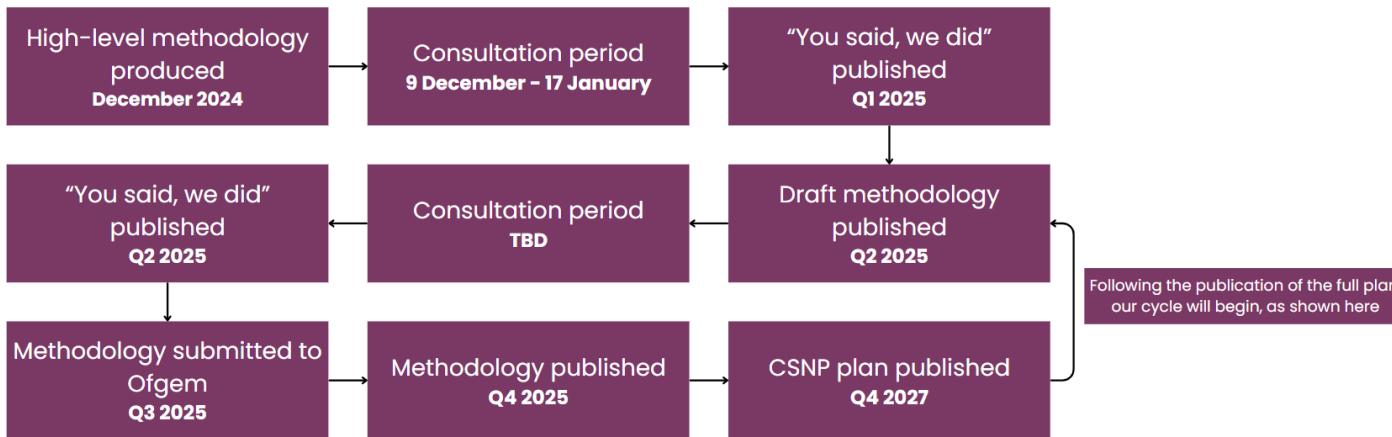 High-level methodology
produced
December 2024
Consultation period
9 December - 17 January
“You said, we did”
published
Q1 2025
“You said, we did”
published
Q2 2025
Consultation period
TBD
Draft methodology
published
Q2 2025
Following the publication of the full plan
our cycle will begin, as shown here
Methodology submitted to
Ofgem
Q3 2025
Methodology published
Q4 2025
CSNP plan published
Q4 2027